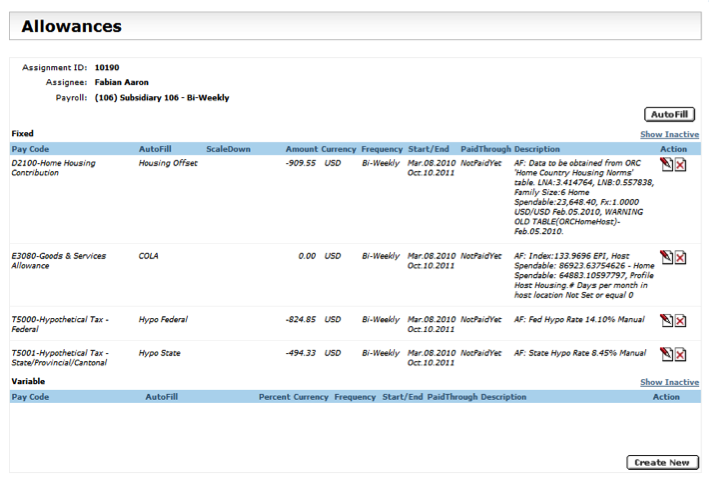 Allowances
Assignment ID: 10190
Assignee: Fabian Aaron
Payroll: (106) Subsidiary 106 - Bi-Weekly
AutoFill
Fixed Show Inactive
Pay Code AutoFill ScaleDown Amount Currency Frequency Start/End PaidThrough Description Action
D2100-Home Housing Housing Offset -909.55 USD Bi-Weekly Mar.08.2010 NotPaidYet AF: Data to be obtained from ORC
Contribution Oct.10.2011 'Home Country Housing Norms'
table. LNA:3.414764, LNB:0.557838,
Family Size:6 Home
Spendable:23,648.40, Fx:1.0000
USD/USD Feb.05.2010, WARNING
OLD TABLE(ORCHomeHost)-
Feb.05.2010.
E3080-Goods & Services COLA 0.00 USD Bi-Weekly Mar.08.2010 NotPaidYet AF: Index:133.9696 EPI, Host
Allowance Oct.10.2011 Spendable: 86923.63754626 - Home
Spendable: 64883.10597797, Profile
Host Housing.# Days per month in
host location Not Set or equal 0
T5000-Hypothetical Tax - Hypo Federal -824.85 USD Bi-Weekly Mar.08.2010 NotPaidYet AF: Fed Hypo Rate 14.10% Manual
Federal Oct.10.2011
T5001-Hypothetical Tax - Hypo State -494.33 USD Bi-Weekly Mar.08.2010 NotPaidYet AF: State Hypo Rate 8.45% Manual
State/Provincial/Cantonal Oct.10.2011
Variable Show Inactive
Pay Code AutoFill Percent Currency Frequency Start/End PaidThrough Description Action
Create New